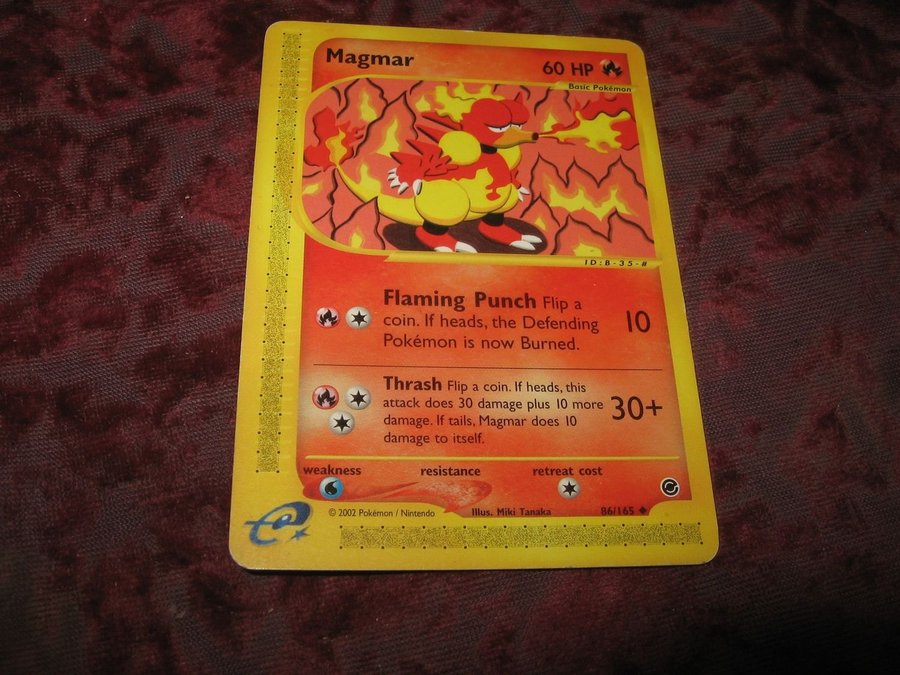 Magmar
60 HP
Basic Pokémon
ID:B-35-#
Flaming Punch Flip a
coin. If heads, the Defending
Pokémon is now Burned.
10
Thrash Flip a coin. If heads, this
attack does 30 damage plus 10 more
damage. If tails, Magmar does 10
damage to itself.
30+
weakness resistance retreat cost
© 2002 Pokémon / Nintendo Illus. Miki Tanaka 86/165
e